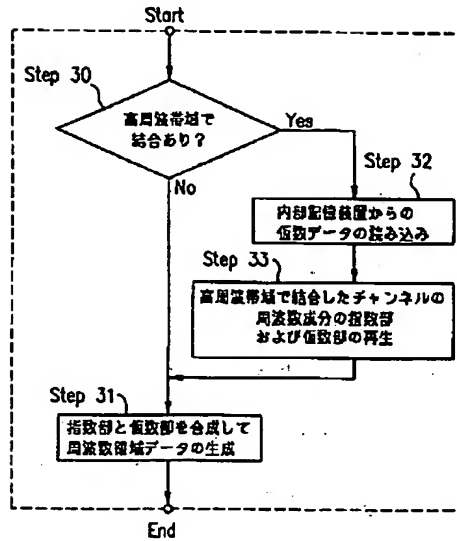 Start
Step 30
高周波帯域で
結合あり？
Yes
No
Step 32
内部記憶装置からの
仮数データの読み込み
Step 33
高周波帯域で結合したチャンネルの
周波数成分の指数部
および仮数部の再生
Step 31
指数部と仮数部を合成して
周波数領域データの生成
End